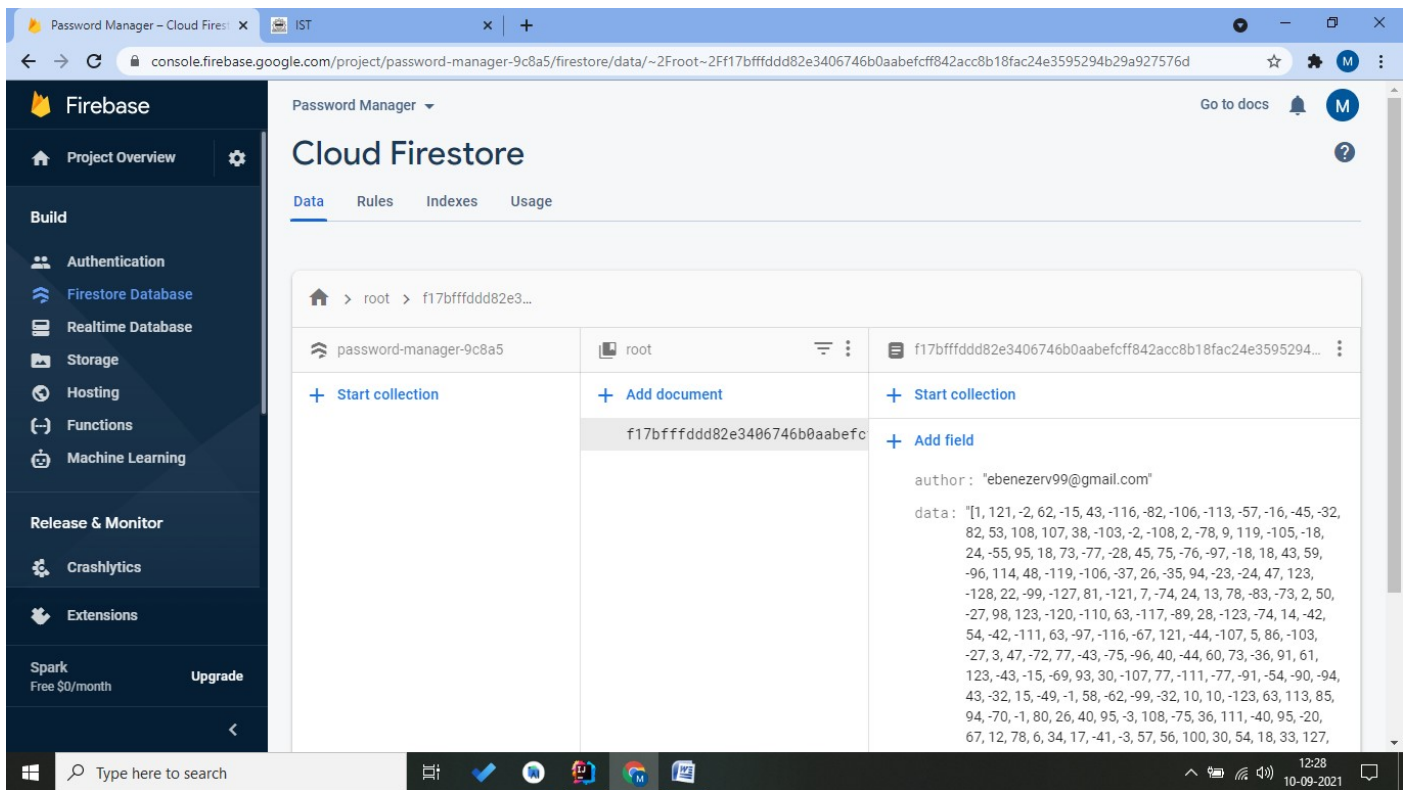 Password Manager – Cloud Firest
IST
console.firebase.google.com/project/password-manager-9c8a5/firestore/data/~2Froot~2Ff17bfffddd82e3406746b0aabefcff842acc8b18fac24e3595294b29a927576d
M
Firebase
Password Manager
Go to docs
M
Project Overview
Cloud Firestore
Data Rules Indexes Usage
Build
Authentication
Firestore Database
Realtime Database
Storage
Hosting
Functions
Machine Learning
Release & Monitor
Crashlytics
Extensions
Spark
Free $0/month
Upgrade
root > f17bfffddd82e3...
password-manager-9c8a5
root
f17bfffddd82e3406746b0aabefcff842acc8b18fac24e3595294...
+ Start collection
+ Add document
+ Start collection
f17bfffddd82e3406746b0aabefc
+ Add field
author: "ebenezerv99@gmail.com"
data: "[1, 121, -2, 62, -15, 43, -116, -82, -106, -113, -57, -16, -45, -32,
82, 53, 108, 107, 38, -103, -2, -108, 2, -78, 9, 119, -105, -18,
24, -55, 95, 18, 73, -77, -28, 45, 75, -76, -97, -18, 18, 43, 59,
-96, 114, 48, -119, -106, -37, 26, -35, 94, -23, -24, 47, 123,
-128, 22, -99, -127, 81, -121, 7, -74, 24, 13, 78, -83, -73, 2, 50,
-27, 98, 123, -120, -110, 63, -117, -89, 28, -123, -74, 14, -42,
54, -42, -111, 63, -97, -116, -67, 121, -44, -107, 5, 86, -103,
-27, 3, 47, -72, 77, -43, -75, -96, 40, -44, 60, 73, -36, 91, 61,
123, -43, -15, -69, 93, 30, -107, 77, -111, -77, -91, -54, -90, -94,
43, -32, 15, -49, -1, 58, -62, -99, -32, 10, 10, -123, 63, 113, 85,
94, -70, -1, 80, 26, 40, 95, -3, 108, -75, 36, 111, -40, 95, -20,
67, 12, 78, 6, 34, 17, -41, -3, 57, 56, 100, 30, 54, 18, 33, 127,
Type here to search
12:28
10-09-2021